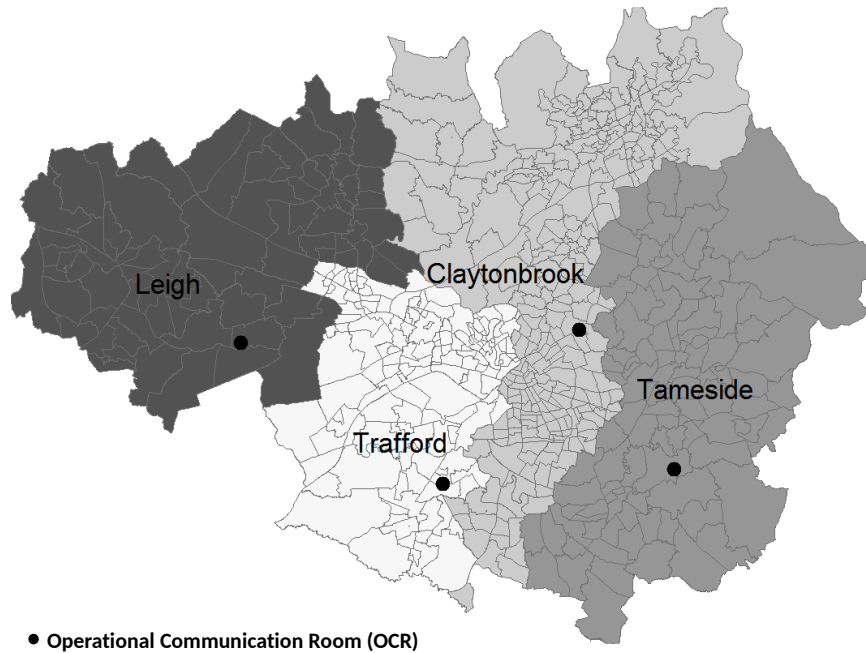 Claytonbrook
Leigh
Tameside
Trafford
Operational Communication Room (OCR)